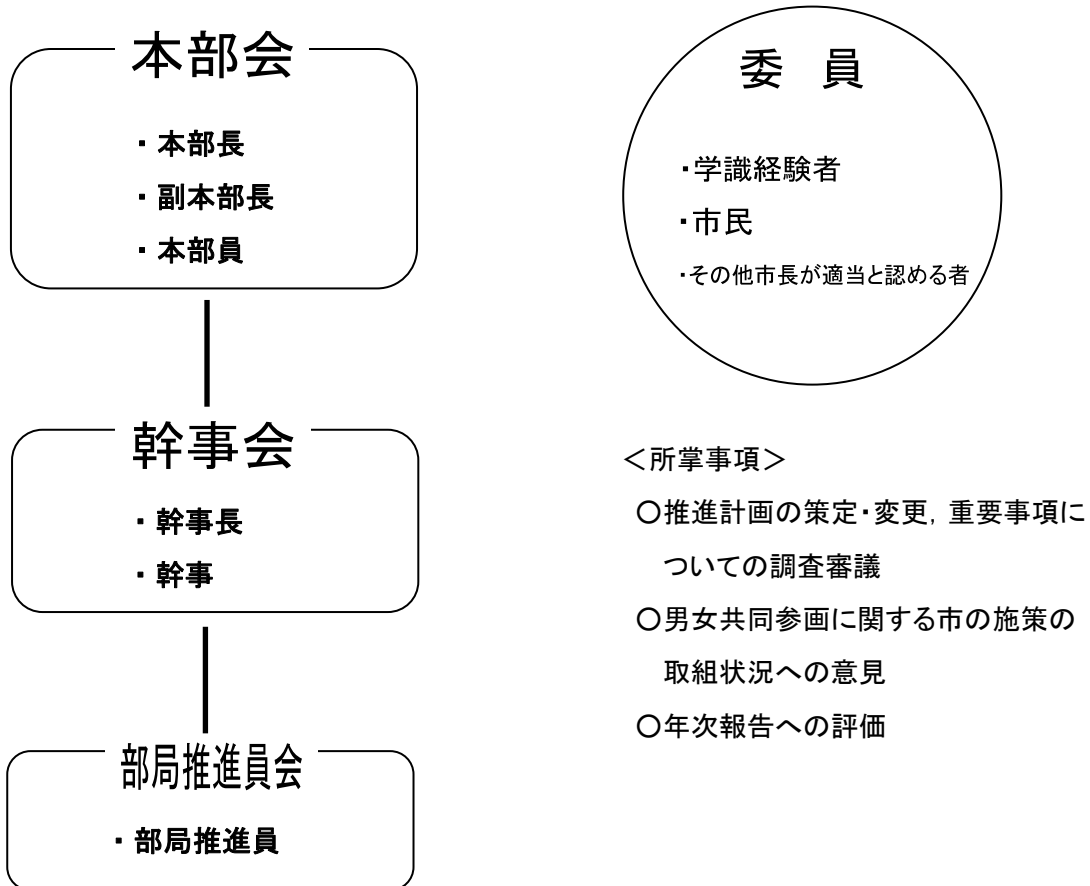 本部会
・本部長
・副本部長
・本部員
幹事会
・幹事長
・幹事
部局推進員会
・部局推進員
委 員
・学識経験者
・市民
・その他市長が適当と認める者
＜所掌事項＞
○推進計画の策定・変更，重要事項に
ついての調査審議
○男女共同参画に関する市の施策の
取組状況への意見
○年次報告への評価